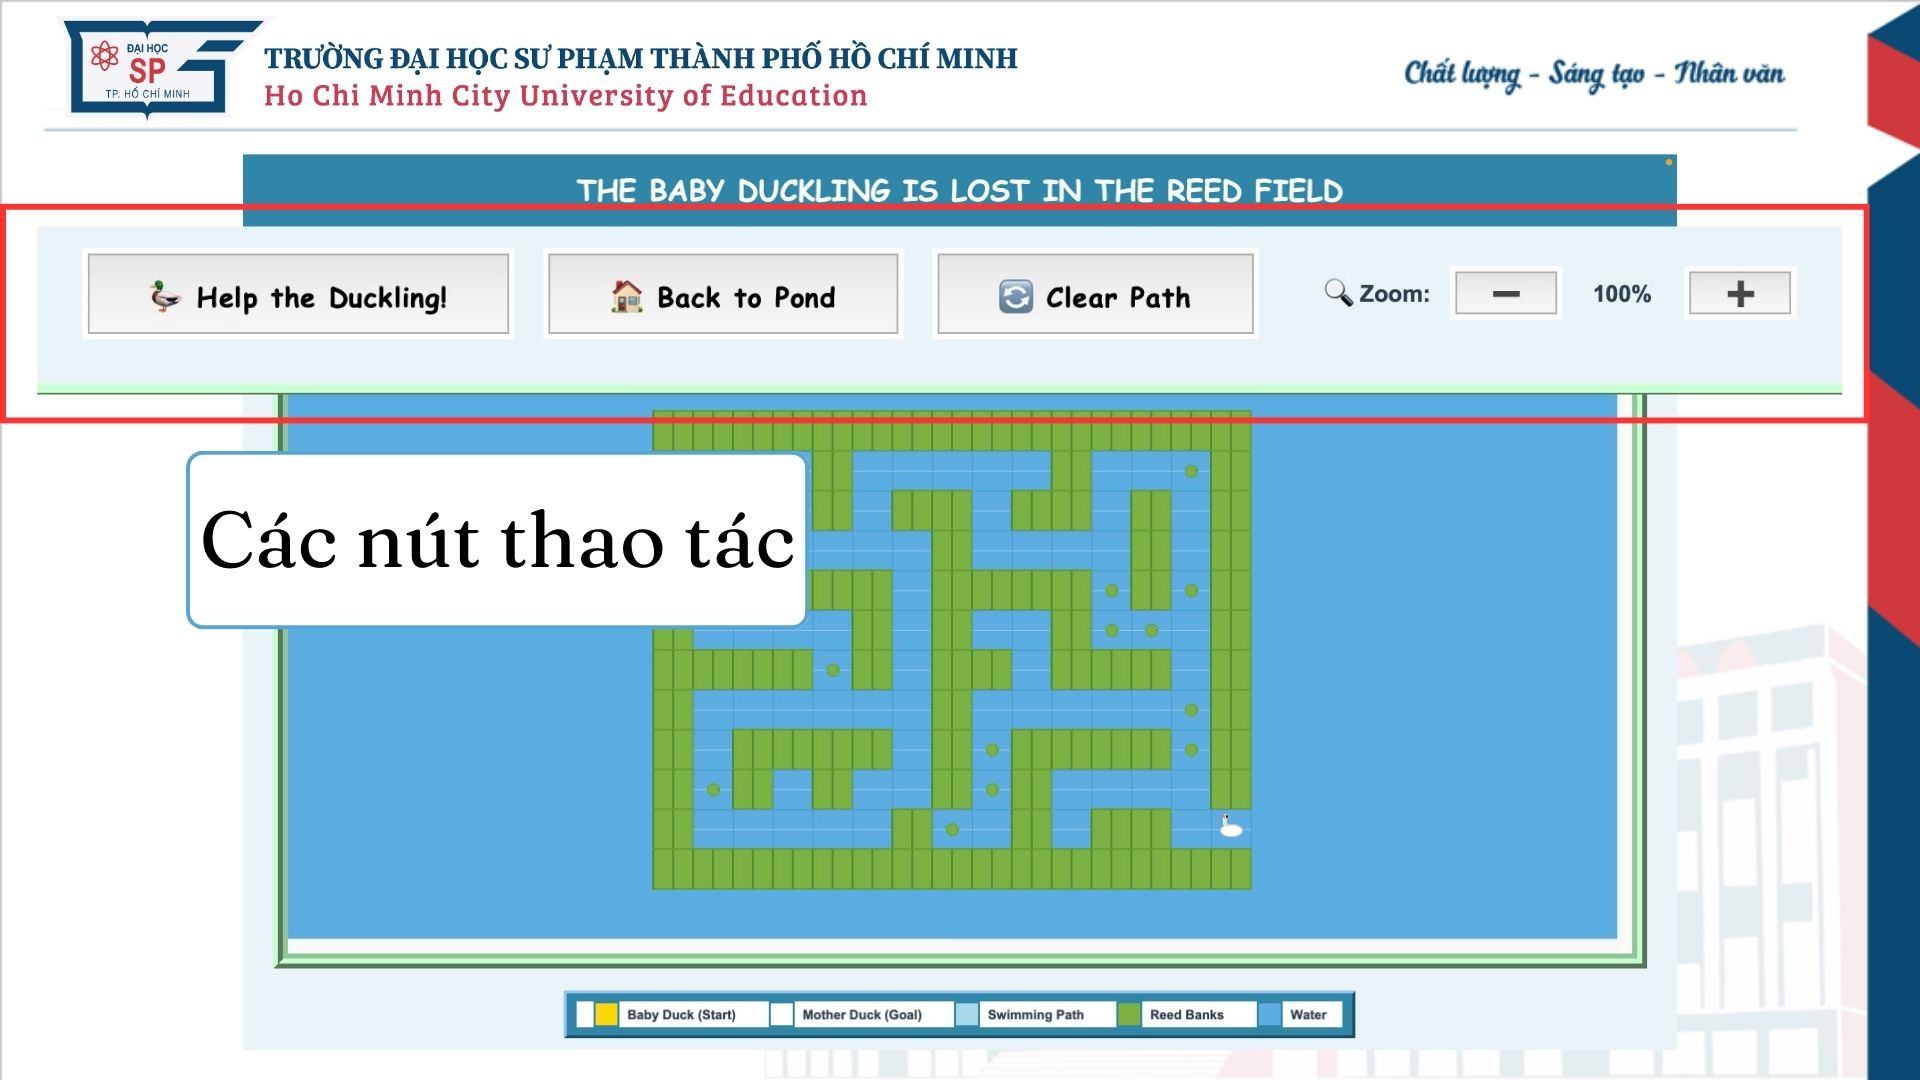 ĐẠI HỌC
SP
TP. HỒ CHÍ MINH
TRƯỜNG ĐẠI HỌC SƯ PHẠM THÀNH PHỐ HỒ CHÍ MINH
Ho Chi Minh City University of Education
Chất lượng - Sáng tạo - Nhân văn
THE BABY DUCKLING IS LOST IN THE REED FIELD
Help the Duckling!
Back to Pond
Clear Path
Zoom:
100%
Các nút thao tác
Baby Duck (Start)
Mother Duck (Goal)
Swimming Path
Reed Banks
Water